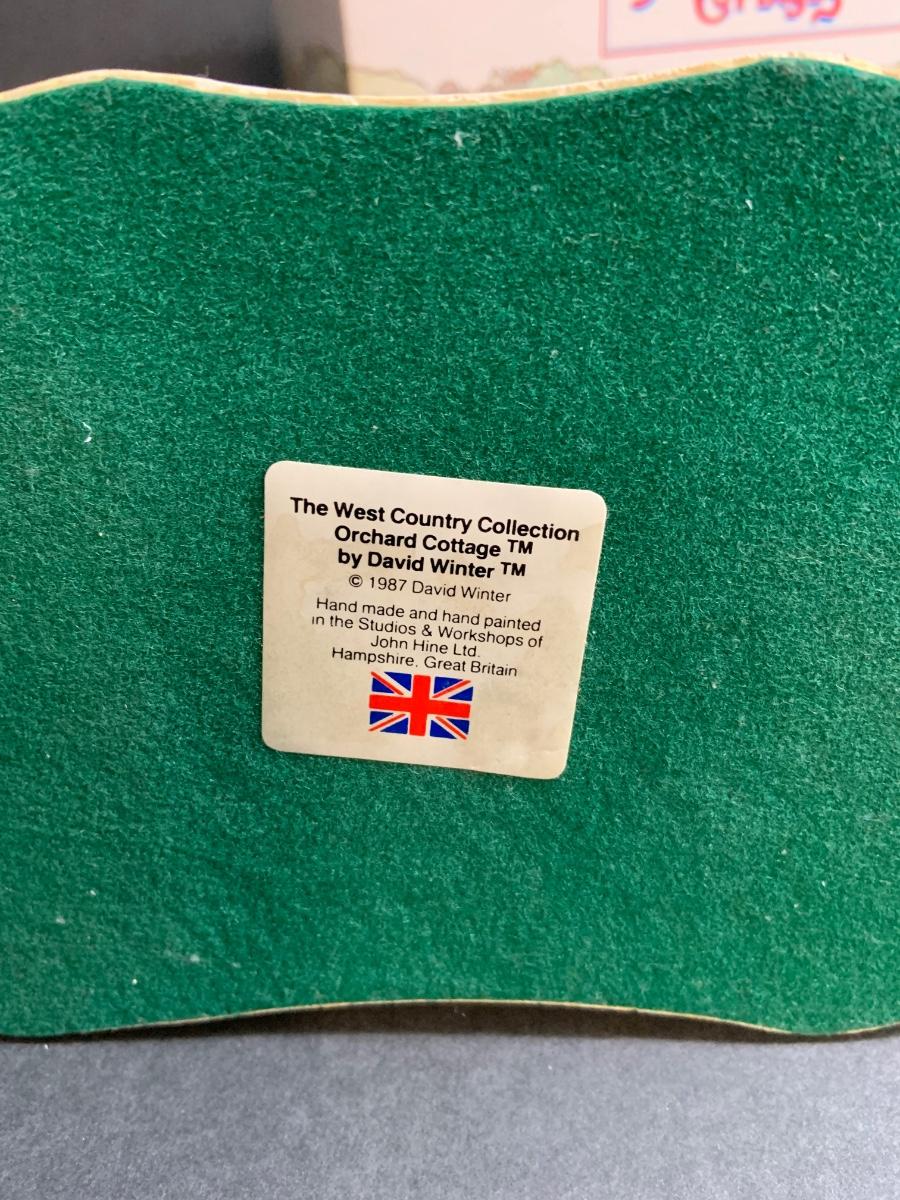 The West Country Collection
Orchard Cottage ™
by David Winter ™
© 1987 David Winter
Hand made and hand painted
in the Studios & Workshops of
John Hine Ltd.
Hampshire. Great Britain